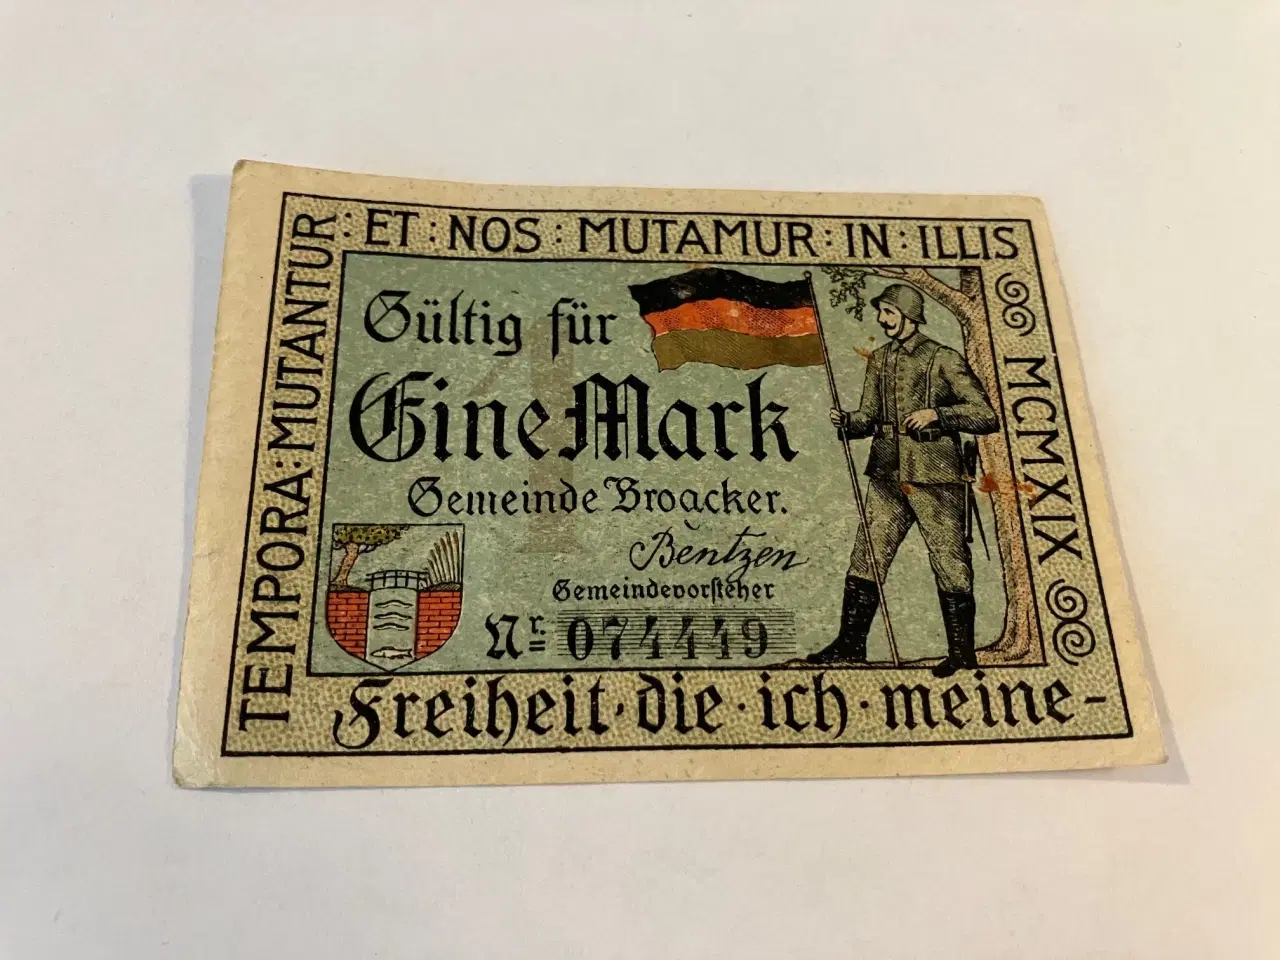 TEMPORA : MUTANTUR : ET : NOS : MUTAMUR : IN : ILLIS
MCMXIX
Gültig für
1
Eine Mark
Gemeinde Broacker.
Bentzen
Gemeindevorsteher
Nr. 074449
Freiheit · die · ich · meine-